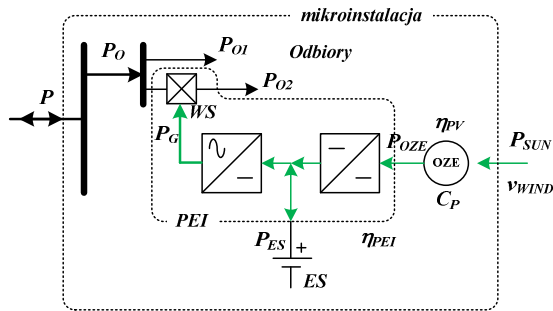 mikroinstalacja
Odbiory
P
P_O
P_O1
P_O2
WS
P_G
P_OZE
η_PV
OZE
C_P
P_SUN
v_WIND
PEI
η_PEI
P_ES
+
ES